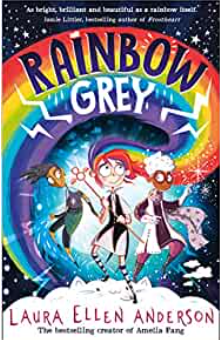 "As bright, brilliant and beautiful as a rainbow itself."
Jamie Littler, bestselling author of Frostheart
RAINBOW
GREY
LAURA ELLEN ANDERSON
The bestselling creator of Amelia Fang